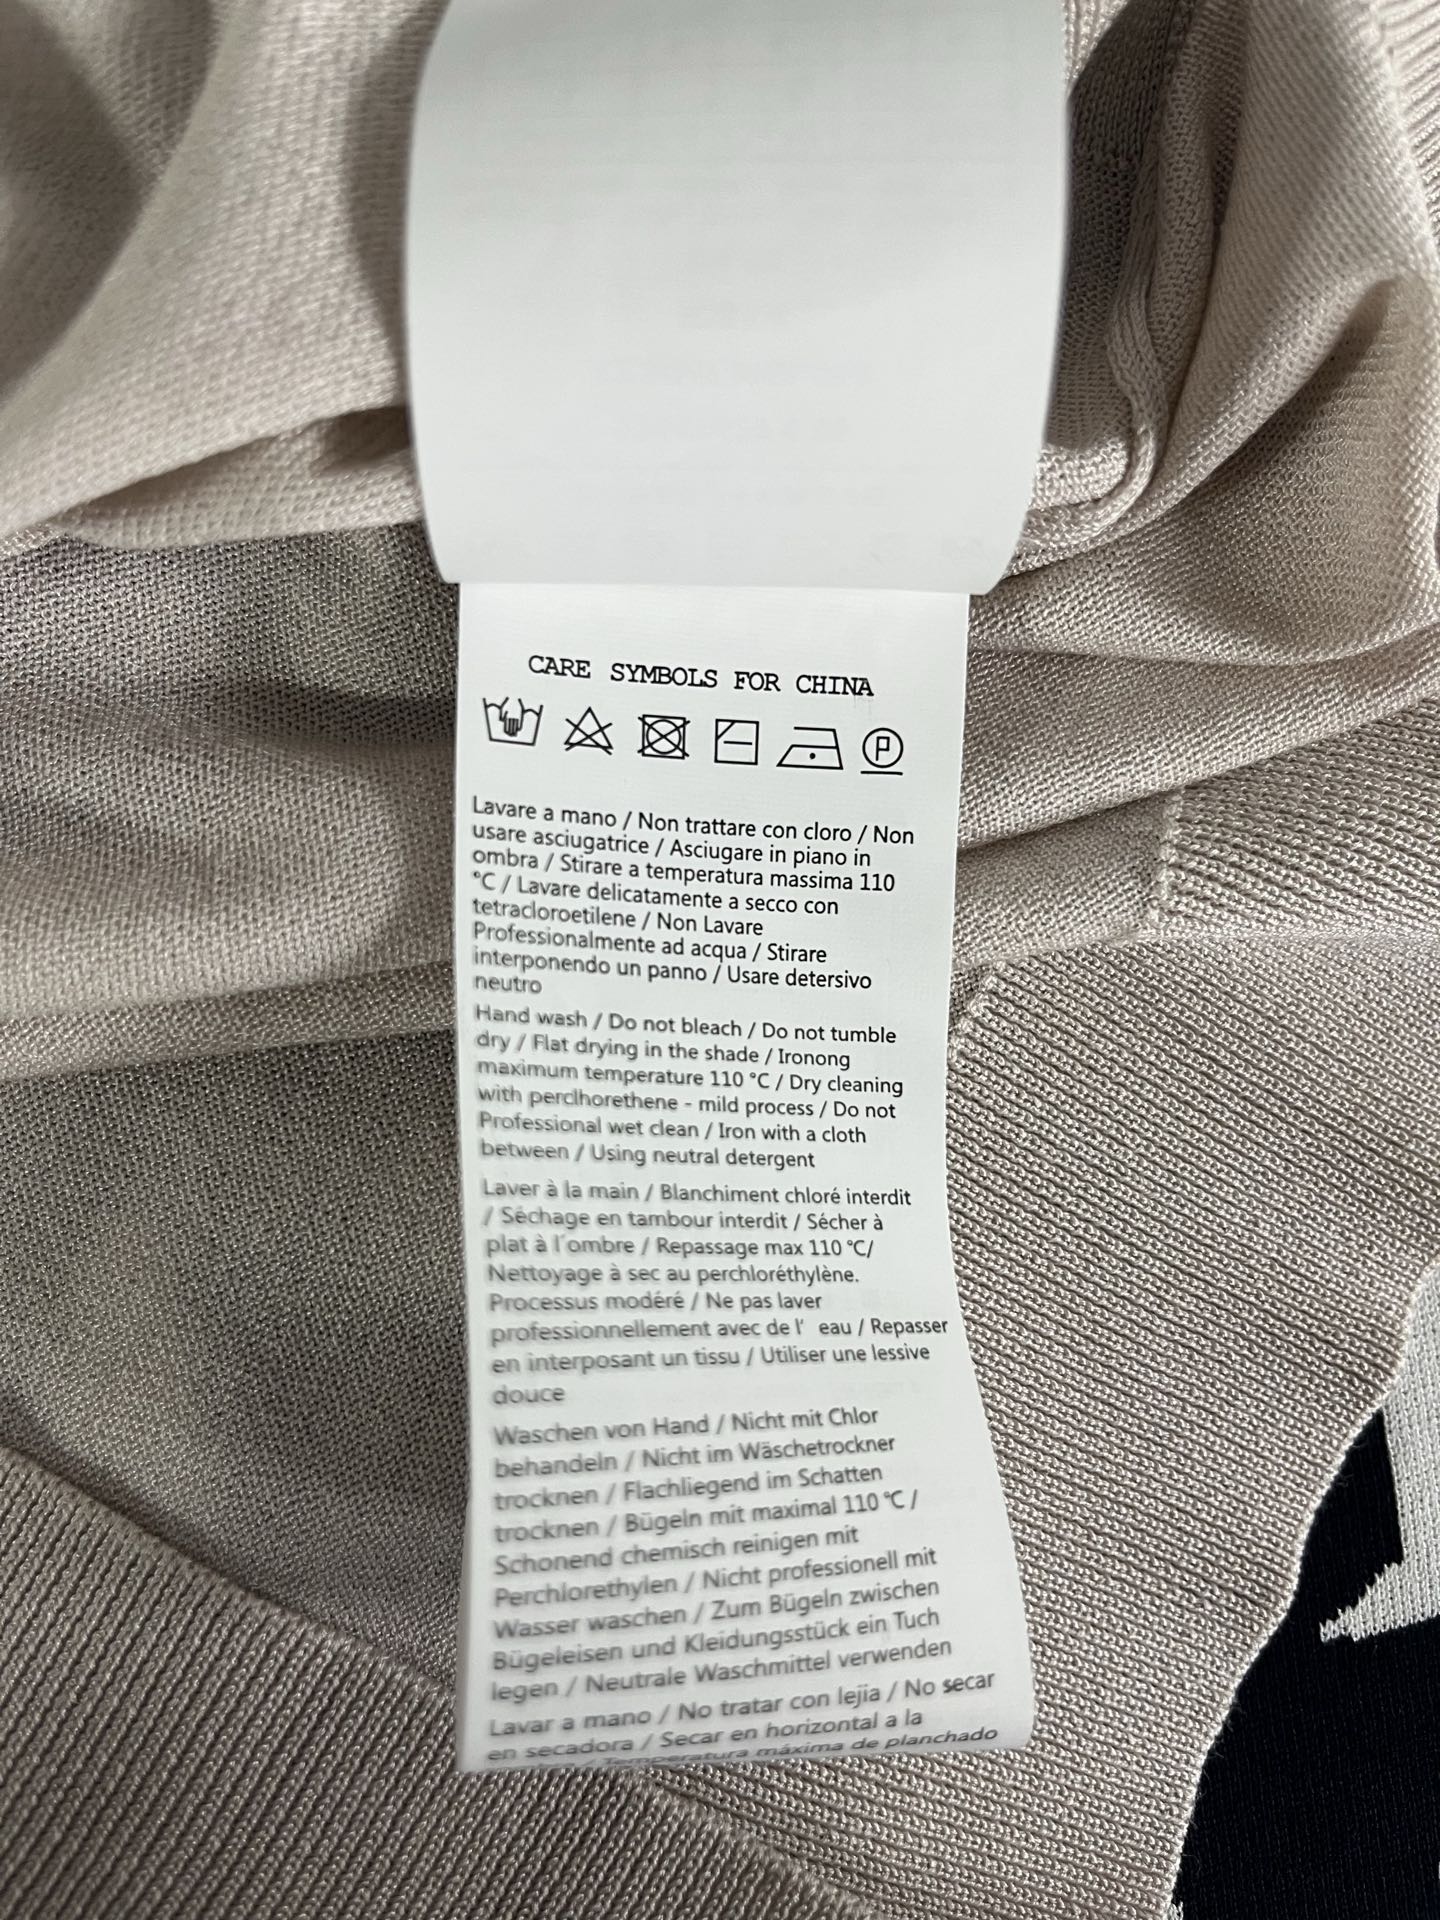 CARE SYMBOLS FOR CHINA
P
Lavare a mano / Non trattare con cloro / Non
usare asciugatrice / Asciugare in piano in
ombra / Stirare a temperatura massima 110
°C / Lavare delicatamente a secco con
tetracloroetilene / Non Lavare
Professionalmente ad acqua / Stirare
interponendo un panno / Usare detersivo
neutro
Hand wash / Do not bleach / Do not tumble
dry / Flat drying in the shade / Ironong
maximum temperature 110 °C / Dry cleaning
with perclhorethene - mild process / Do not
Professional wet clean / Iron with a cloth
between / Using neutral detergent
Laver à la main / Blanchiment chloré interdit
/ Séchage en tambour interdit / Sécher à
plat à l'ombre / Repassage max 110 °C/
Nettoyage à sec au perchloréthylène.
Processus modéré / Ne pas laver
professionnellement avec de l' eau / Repasser
en interposant un tissu / Utiliser une lessive
douce
Waschen von Hand / Nicht mit Chlor
behandeln / Nicht im Wäschetrockner
trocknen / Flachliegend im Schatten
trocknen / Bügeln mit maximal 110 °C /
Schonend chemisch reinigen mit
Perchlorethylen / Nicht professionell mit
Wasser waschen / Zum Bügeln zwischen
Bügeleisen und Kleidungsstück ein Tuch
legen / Neutrale Waschmittel verwenden
Lavar a mano / No tratar con lejia / No secar
en secadora / Secar en horizontal a la
/ Temperatura máxima de planchado